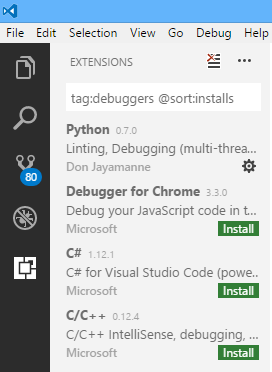 File Edit Selection View Go Debug
EXTENSIONS
tag:debuggers @sort:installs
Python 0.7.0
Linting, Debugging (multi-threa...
Don Jayamanne
80
Debugger for Chrome 3.3.0
Debug your JavaScript code in t...
Microsoft Install
C# 1.12.1
C# for Visual Studio Code (powe...
Microsoft Install
C/C++ 0.12.4
C/C++ IntelliSense, debugging, ...
Microsoft Install